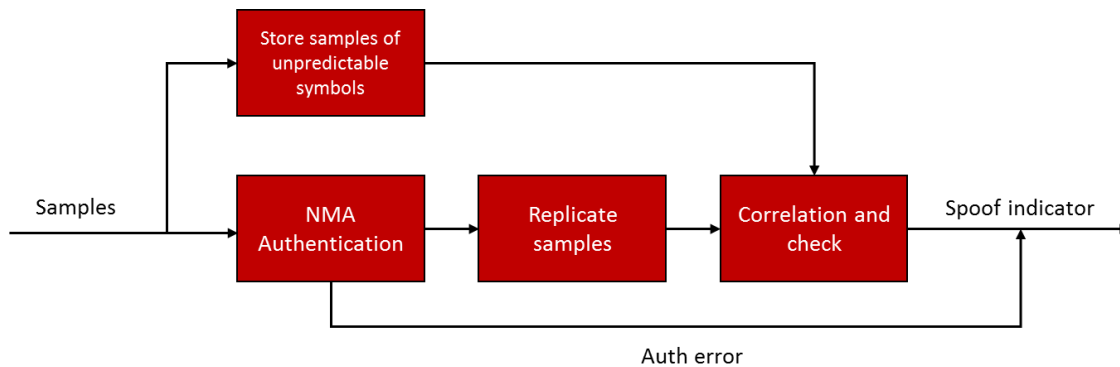 Store samples of
unpredictable
symbols
Samples
NMA
Authentication
Replicate
samples
Correlation and
check
Spoof indicator
Auth error